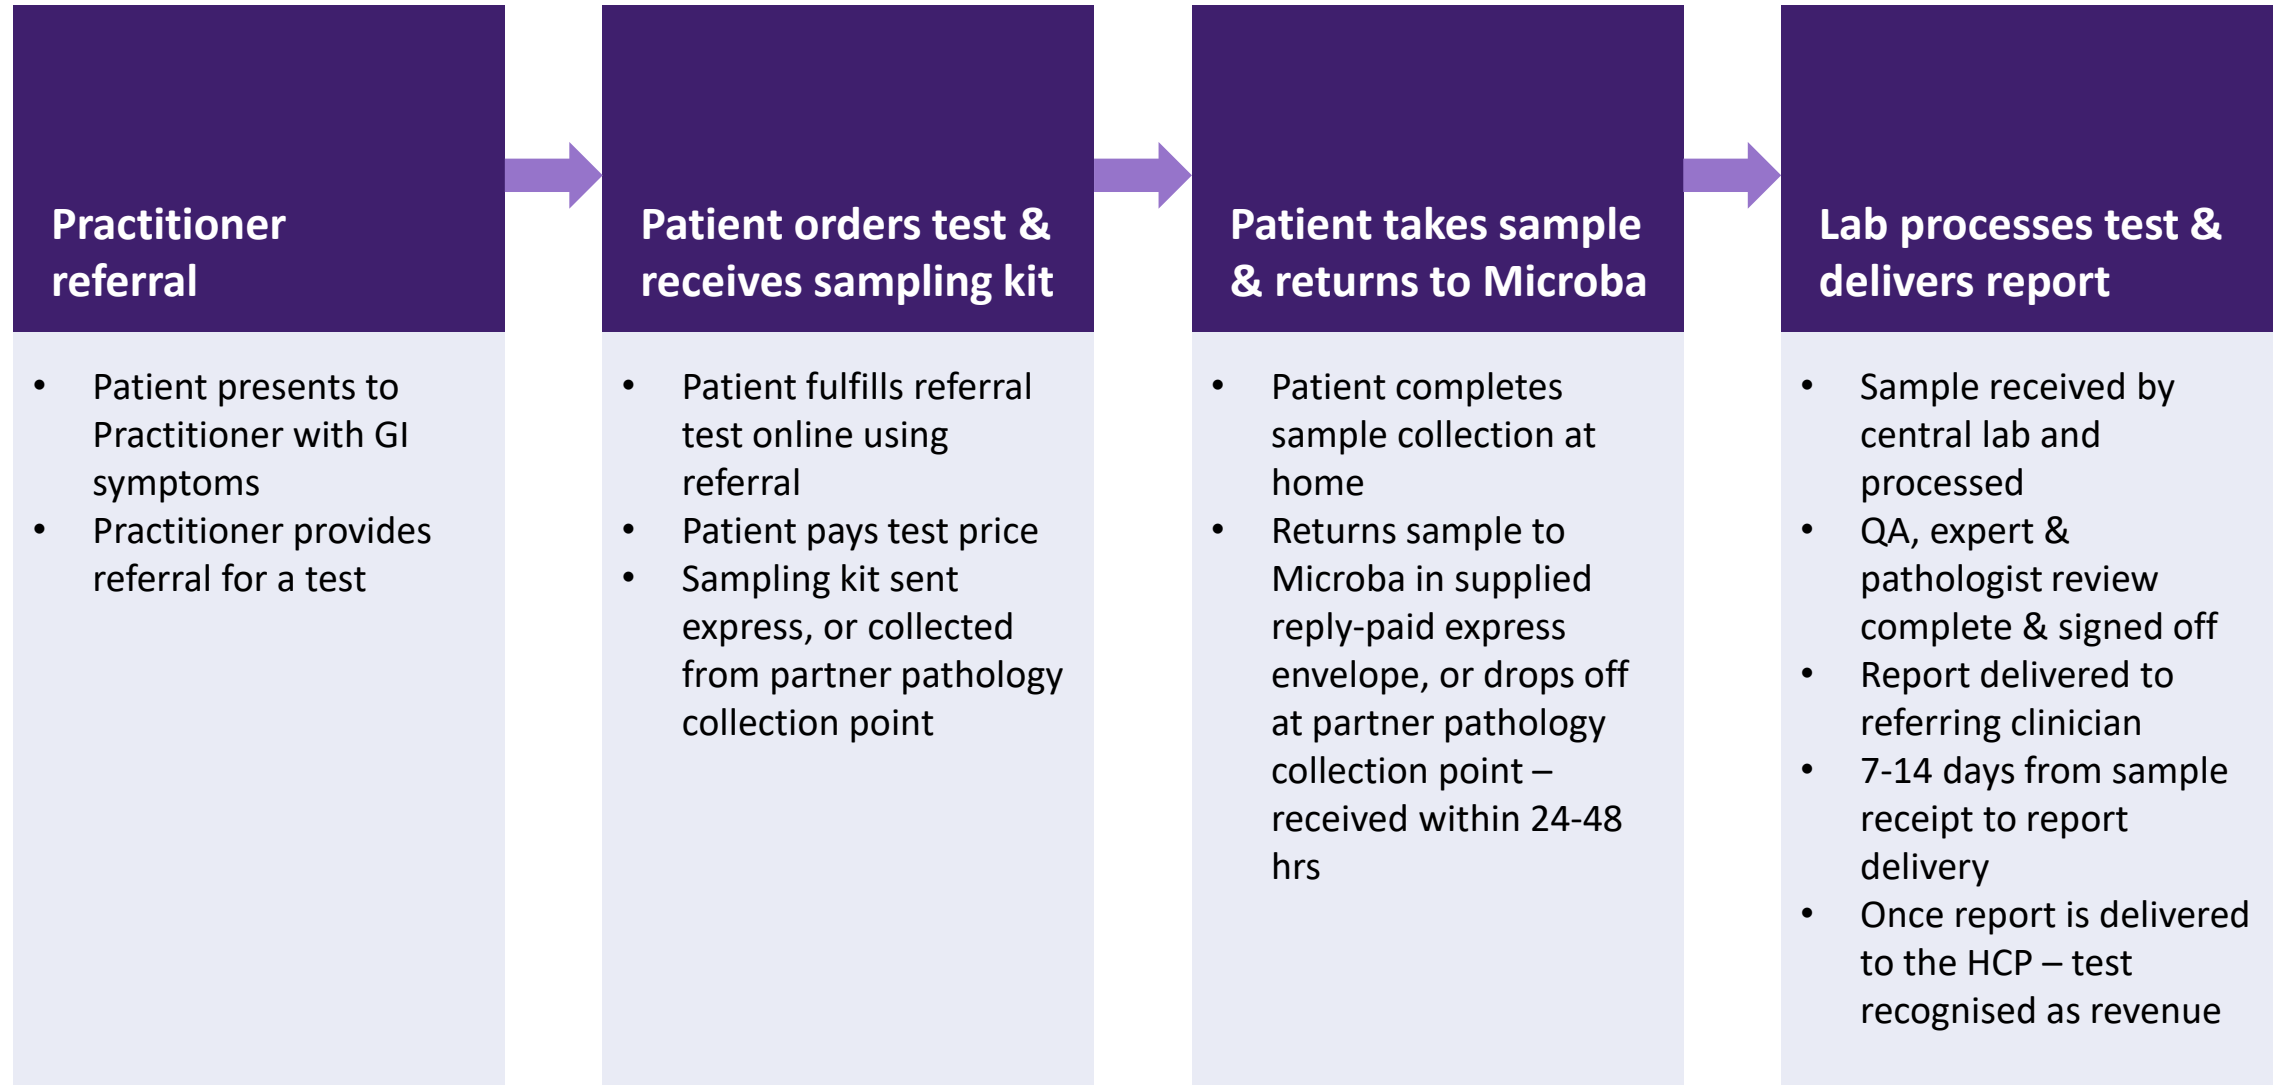 Practitioner
referral
• Patient presents to
Practitioner with GI
symptoms
• Practitioner provides
referral for a test
Patient orders test &
receives sampling kit
• Patient fulfills referral
test online using
referral
• Patient pays test price
• Sampling kit sent
express, or collected
from partner pathology
collection point
Patient takes sample
& returns to Microba
• Patient completes
sample collection at
home
• Returns sample to
Microba in supplied
reply-paid express
envelope, or drops off
at partner pathology
collection point –
received within 24-48
hrs
Lab processes test &
delivers report
• Sample received by
central lab and
processed
• QA, expert &
pathologist review
complete & signed off
• Report delivered to
referring clinician
• 7-14 days from sample
receipt to report
delivery
• Once report is delivered
to the HCP – test
recognised as revenue